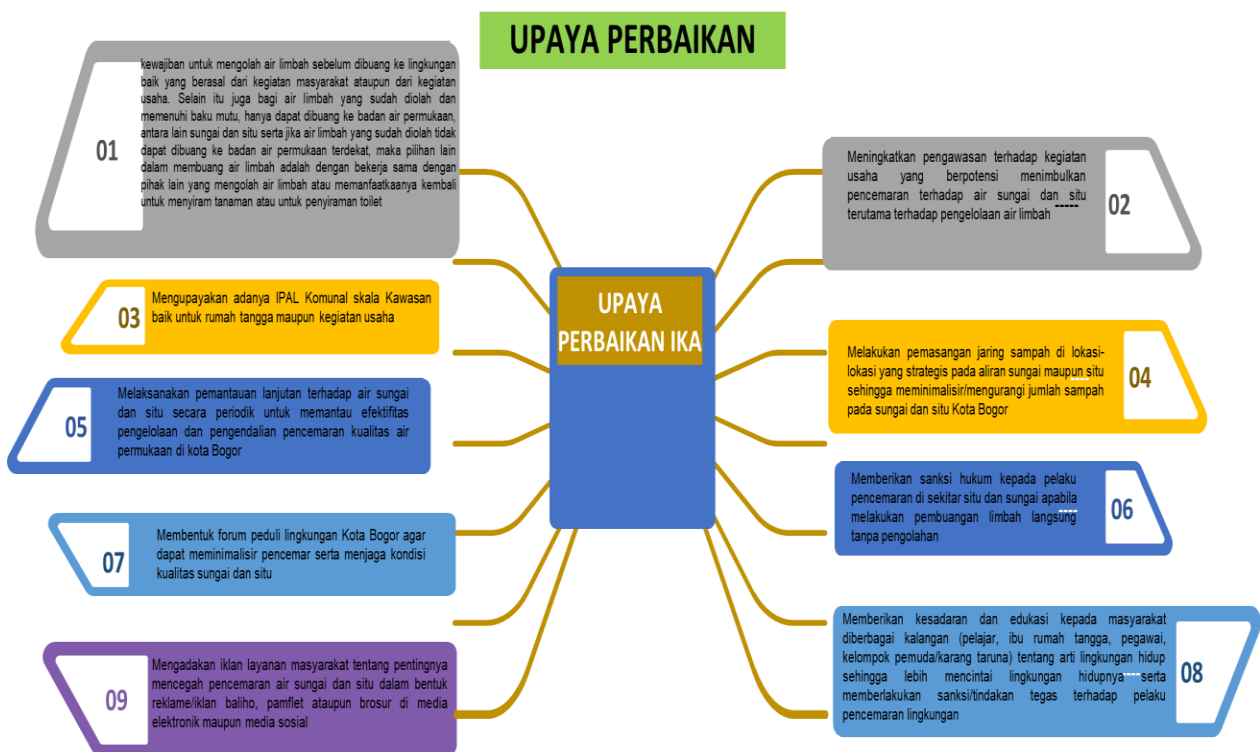 UPAYA PERBAIKAN
01
kewajiban untuk mengolah air limbah sebelum dibuang ke lingkungan
baik yang berasal dari kegiatan masyarakat ataupun dari kegiatan
usaha. Selain itu juga bagi air limbah yang sudah diolah dan
memenuhi baku mutu, hanya dapat dibuang ke badan air permukaan,
antara lain sungai dan situ serta jika air limbah yang sudah diolah tidak
dapat dibuang ke badan air permukaan terdekat, maka pilihan lain
dalam membuang air limbah adalah dengan bekerja sama dengan
pihak lain yang mengolah air limbah atau memanfaatkaanya kembali
untuk menyiram tanaman atau untuk penyiraman toilet
Meningkatkan pengawasan terhadap kegiatan
usaha yang berpotensi menimbulkan
pencemaran terhadap air sungai dan situ
terutama terhadap pengelolaan air limbah
02
UPAYA
PERBAIKAN IKA
03
Mengupayakan adanya IPAL Komunal skala Kawasan
baik untuk rumah tangga maupun kegiatan usaha
Melakukan pemasangan jaring sampah di lokasi-
lokasi yang strategis pada aliran sungai maupun situ
sehingga meminimalisir/mengurangi jumlah sampah
pada sungai dan situ Kota Bogor
04
05
Melaksanakan pemantauan lanjutan terhadap air sungai
dan situ secara periodik untuk memantau efektifitas
pengelolaan dan pengendalian pencemaran kualitas air
permukaan di kota Bogor
Memberikan sanksi hukum kepada pelaku
pencemaran di sekitar situ dan sungai apabila
melakukan pembuangan limbah langsung
tanpa pengolahan
06
07
Membentuk forum peduli lingkungan Kota Bogor agar
dapat meminimalisir pencemar serta menjaga kondisi
kualitas sungai dan situ
Memberikan kesadaran dan edukasi kepada masyarakat
diberbagai kalangan (pelajar, ibu rumah tangga, pegawai,
kelompok pemuda/karang taruna) tentang arti lingkungan hidup
sehingga lebih mencintai lingkungan hidupnya serta
memberlakukan sanksi/tindakan tegas terhadap pelaku
pencemaran lingkungan
08
09
Mengadakan iklan layanan masyarakat tentang pentingnya
mencegah pencemaran air sungai dan situ dalam bentuk
reklame/iklan baliho, pamflet ataupun brosur di media
elektronik maupun media sosial